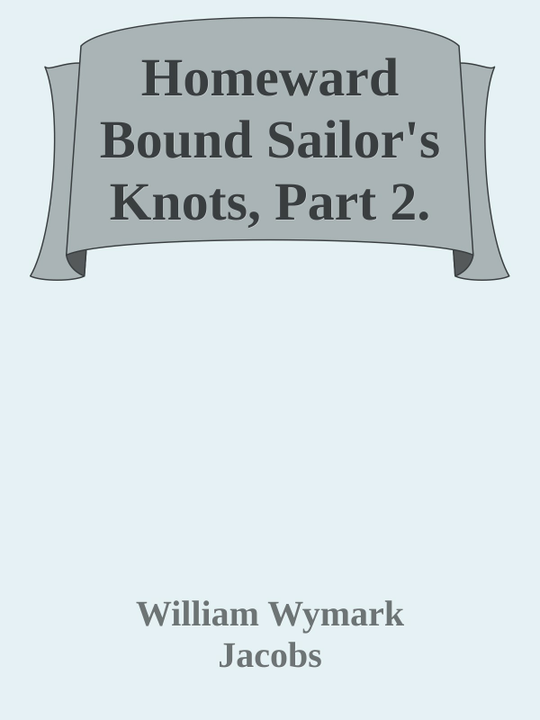 Homeward
Bound Sailor's
Knots, Part 2.
William Wymark
Jacobs